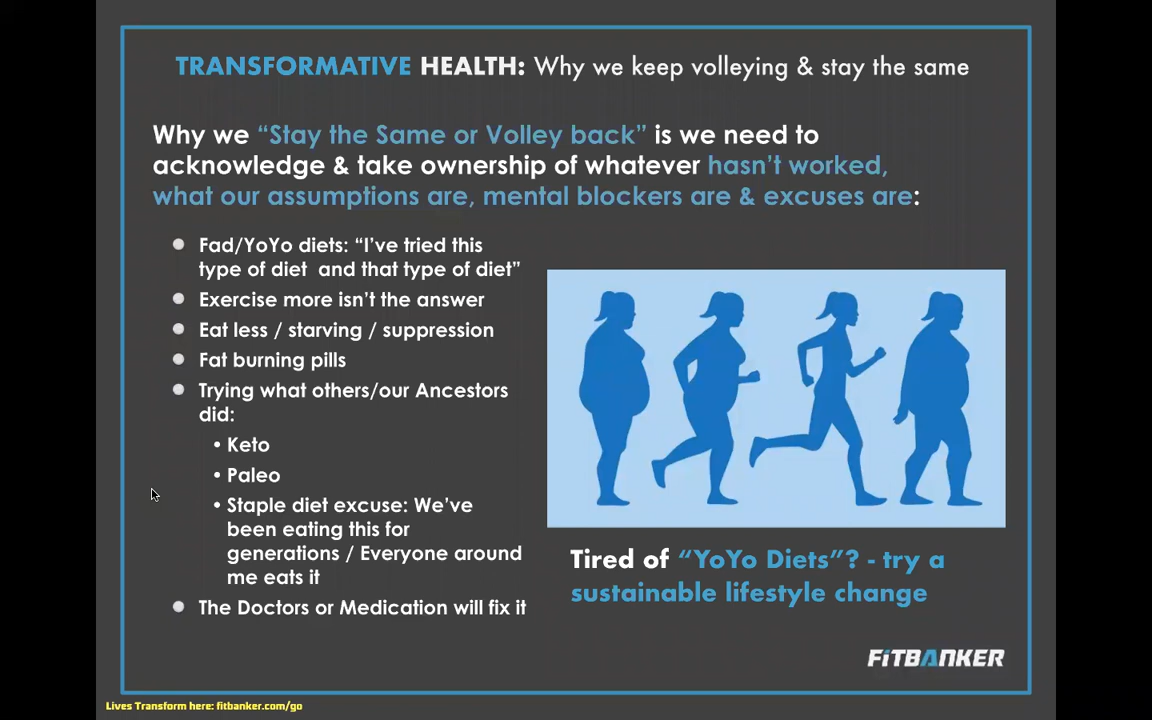 TRANSFORMATIVE HEALTH: Why we keep volleying & stay the same
Why we “Stay the Same or Volley back” is we need to
acknowledge & take ownership of whatever hasn’t worked,
what our assumptions are, mental blockers are & excuses are:
Fad/YoYo diets: “I’ve tried this
type of diet and that type of diet”
Exercise more isn’t the answer
Eat less / starving / suppression
Fat burning pills
Trying what others/our Ancestors
did:
• Keto
• Paleo
• Staple diet excuse: We’ve
been eating this for
generations / Everyone around
me eats it
The Doctors or Medication will fix it
Tired of “YoYo Diets”? - try a
sustainable lifestyle change
FiTBANKER
Lives Transform here: fitbanker.com/go